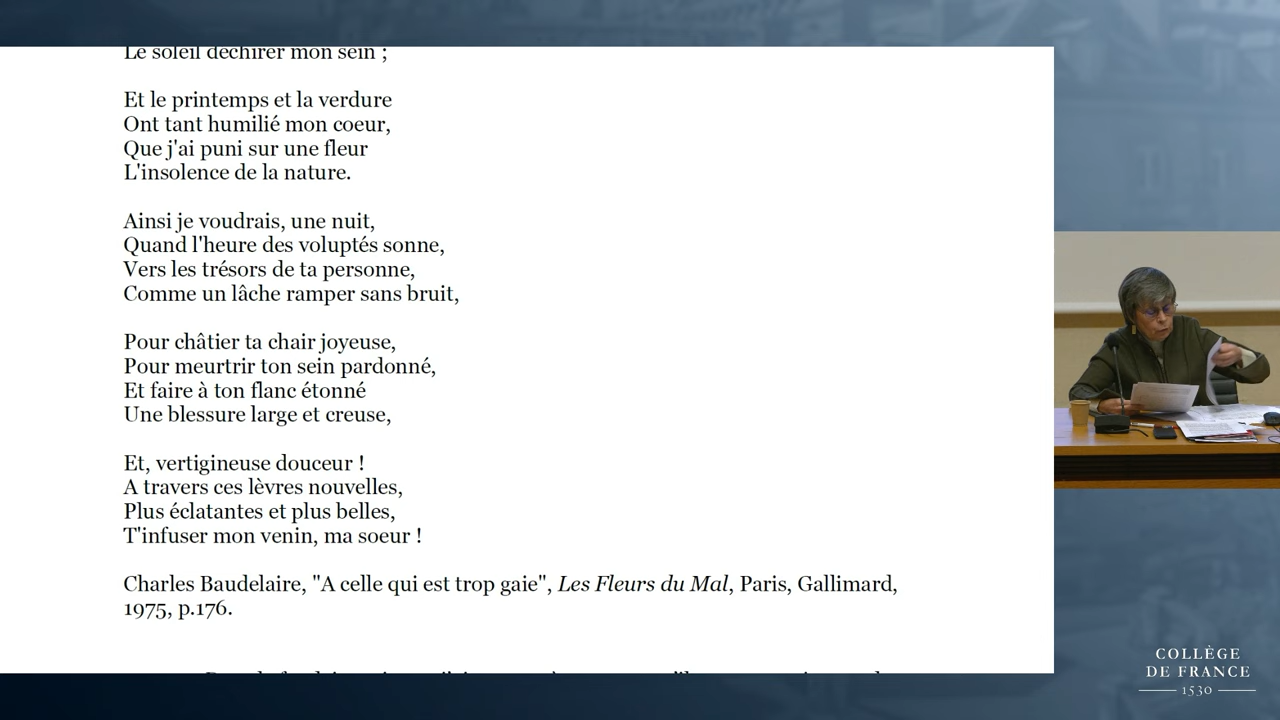 Le soleil déchirer mon sein ;
Et le printemps et la verdure
Ont tant humilié mon coeur,
Que j'ai puni sur une fleur
L'insolence de la nature.
Ainsi je voudrais, une nuit,
Quand l'heure des voluptés sonne,
Vers les trésors de ta personne,
Comme un lâche ramper sans bruit,
Pour châtier ta chair joyeuse,
Pour meurtrir ton sein pardonné,
Et faire à ton flanc étonné
Une blessure large et creuse,
Et, vertigineuse douceur !
A travers ces lèvres nouvelles,
Plus éclatantes et plus belles,
T'infuser mon venin, ma soeur !
Charles Baudelaire, "A celle qui est trop gaie", Les Fleurs du Mal, Paris, Gallimard,
1975, p.176.
COLLÈGE
DE FRANCE
1530